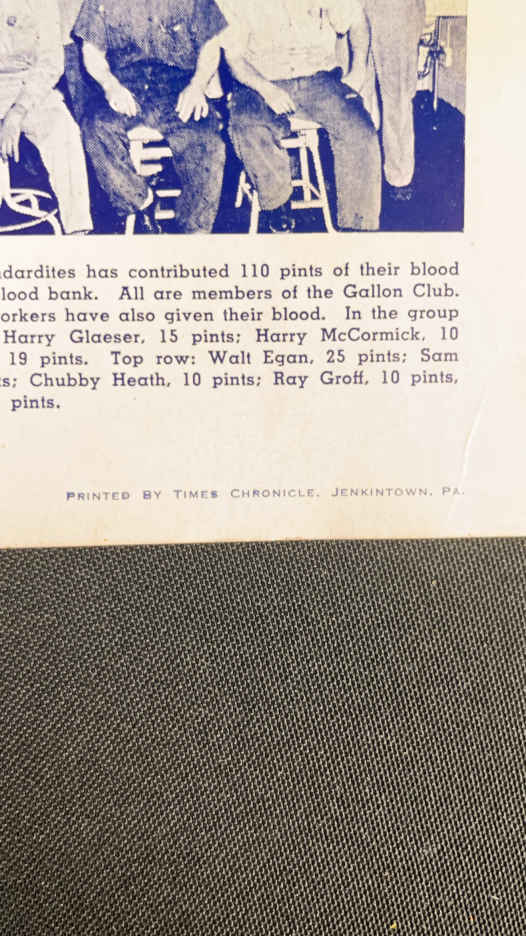 dardites has contributed 110 pints of their blood
lood bank. All are members of the Gallon Club.
orkers have also given their blood. In the group
Harry Glaeser, 15 pints; Harry McCormick, 10
19 pints. Top row: Walt Egan, 25 pints; Sam
s; Chubby Heath, 10 pints; Ray Groff, 10 pints,
pints.
PRINTED BY TIMES CHRONICLE, JENKINTOWN, PA.